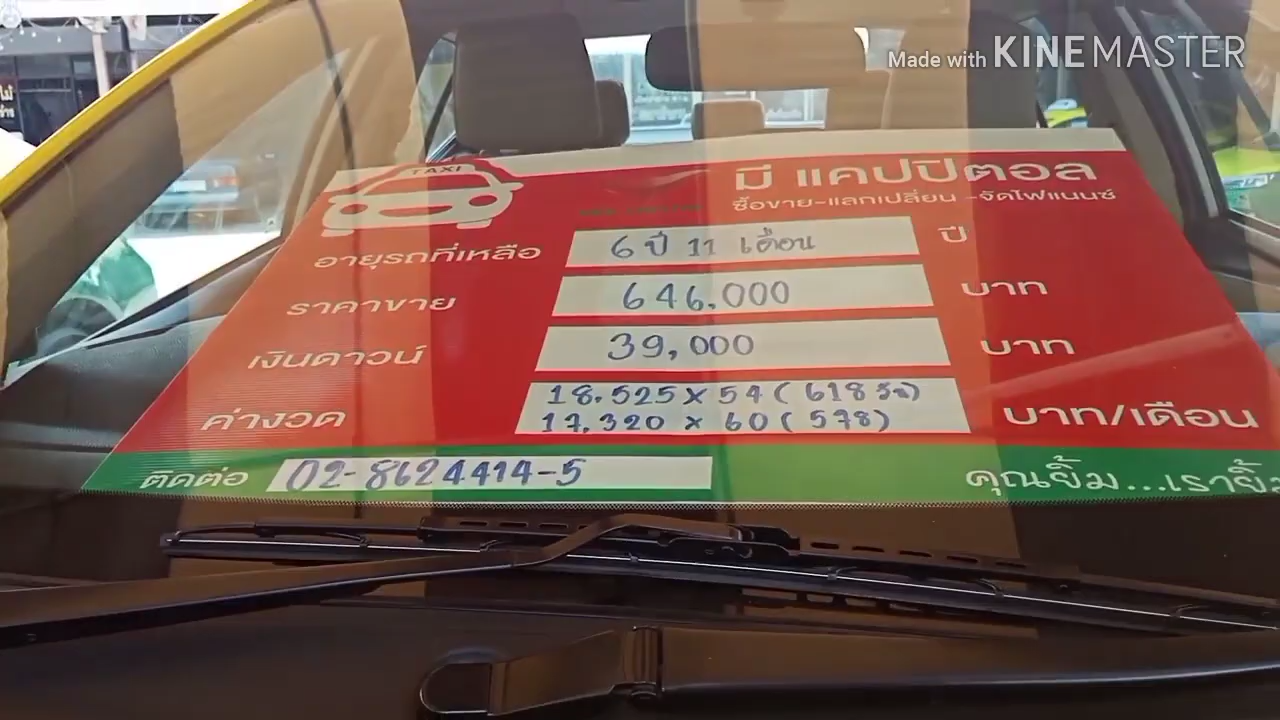 Made with KINEMASTER
TAXI
มี แคปปิตอล
ซื้อขาย-แลกเปลี่ยน -จัดไฟแนนซ์
อายุรถที่เหลือ 6 ปี 11 เดือน ปี
ราคาขาย 646,000 บาท
เงินดาวน์ 39,000 บาท
ค่างวด 18,525 x 54 ( 618 วัน) บาท/เดือน
17,320 x 60 ( 578 )
ติดต่อ 02-8624414-5 คุณยิ้ม...เรายิ้ม